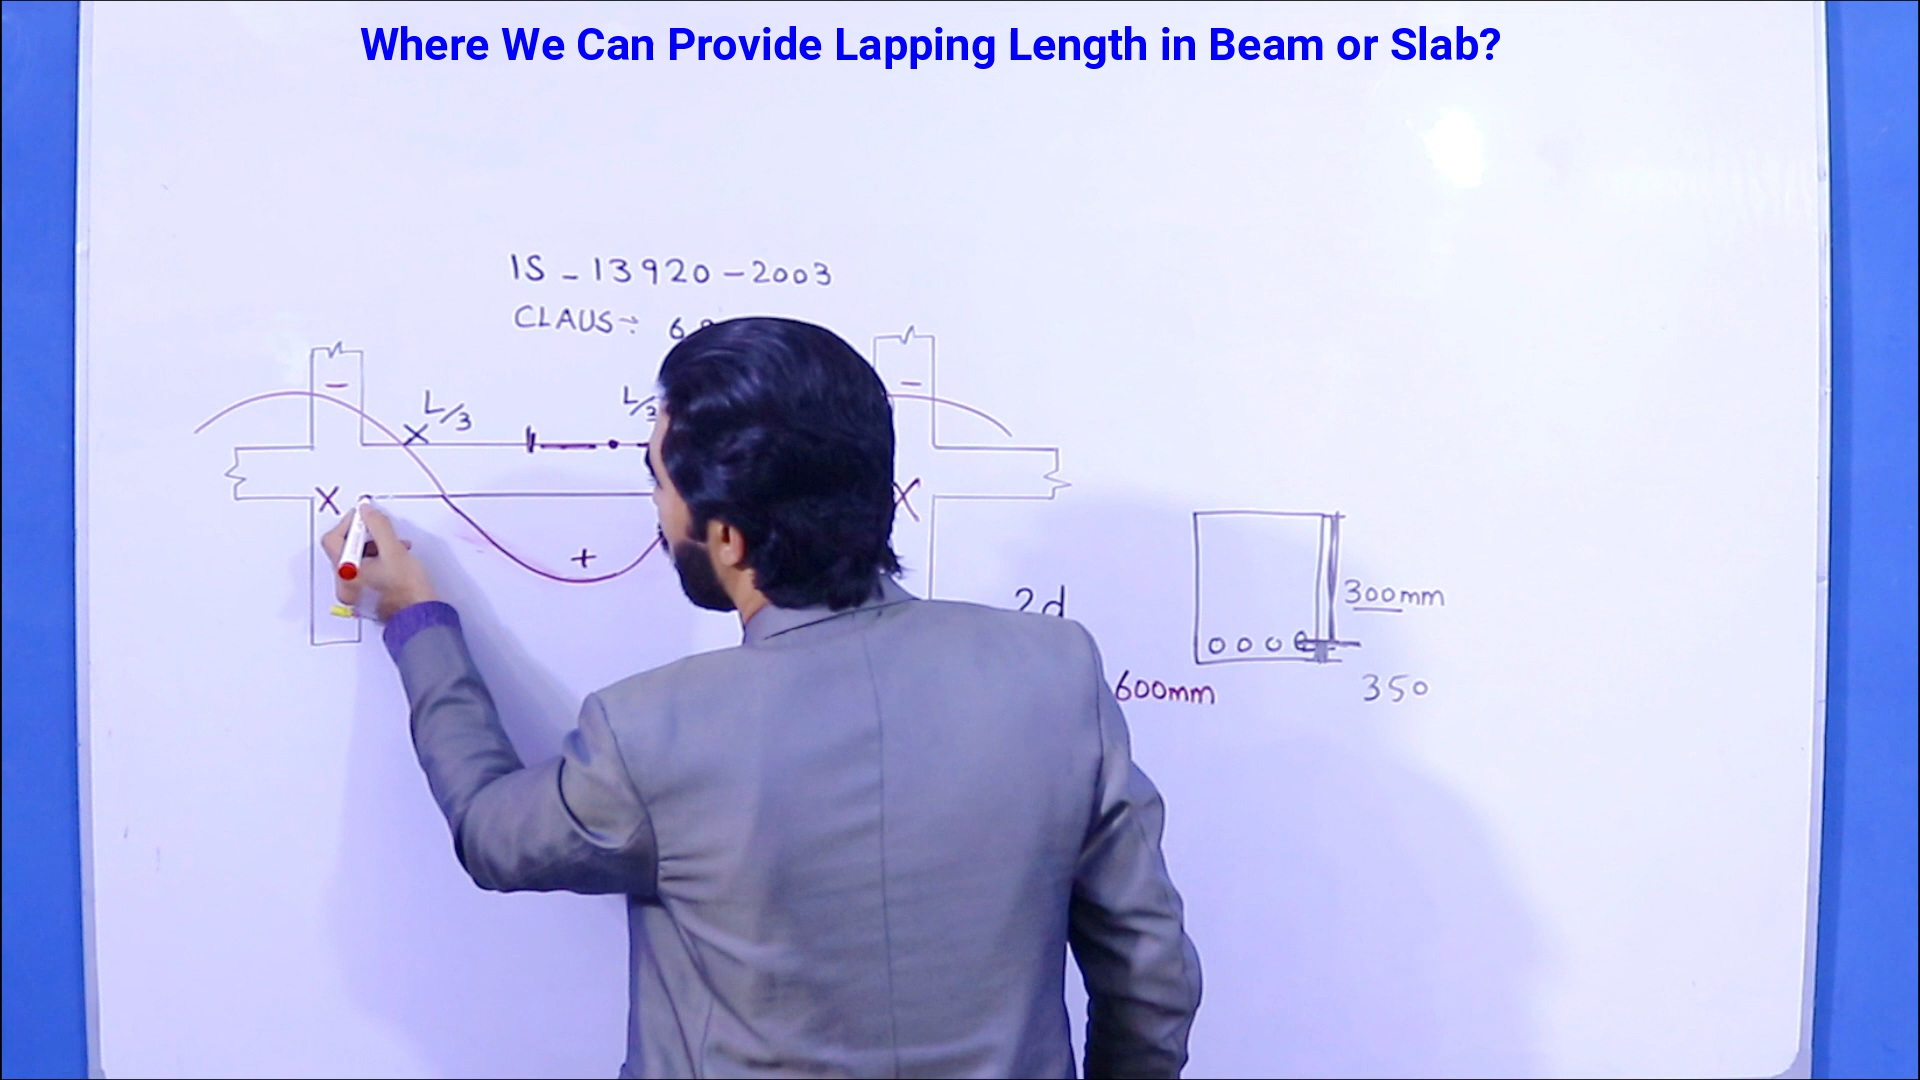 Where We Can Provide Lapping Length in Beam or Slab?
IS - 13920-2003
CLAUS:- 6
L/3
X
X
X
+
2d
300mm
600mm
350